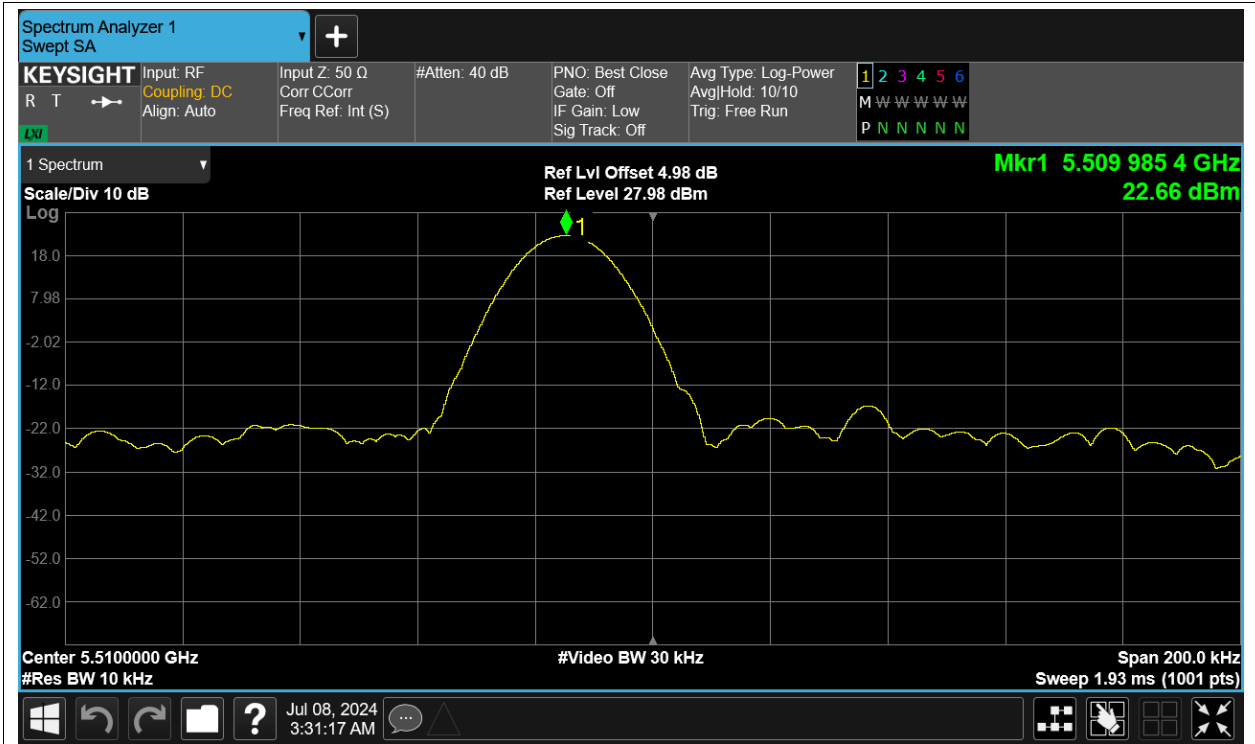 Spectrum Analyzer 1
Swept SA
+
KEYSIGHT
R T
LXI
Input: RF
Coupling: DC
Align: Auto
Input Z: 50 Ω
Corr CCorr
Freq Ref: Int (S)
#Atten: 40 dB
PNO: Best Close
Gate: Off
IF Gain: Low
Sig Track: Off
Avg Type: Log-Power
Avg|Hold: 10/10
Trig: Free Run
1 2 3 4 5 6
M W W W W W
P N N N N N
1 Spectrum
Scale/Div 10 dB
Log
Ref Lvl Offset 4.98 dB
Ref Level 27.98 dBm
Mkr1 5.509 985 4 GHz
22.66 dBm
1
18.0
7.98
-2.02
-12.0
-22.0
-32.0
-42.0
-52.0
-62.0
Center 5.5100000 GHz
#Res BW 10 kHz
#Video BW 30 kHz
Span 200.0 kHz
Sweep 1.93 ms (1001 pts)
?
Jul 08, 2024
3:31:17 AM